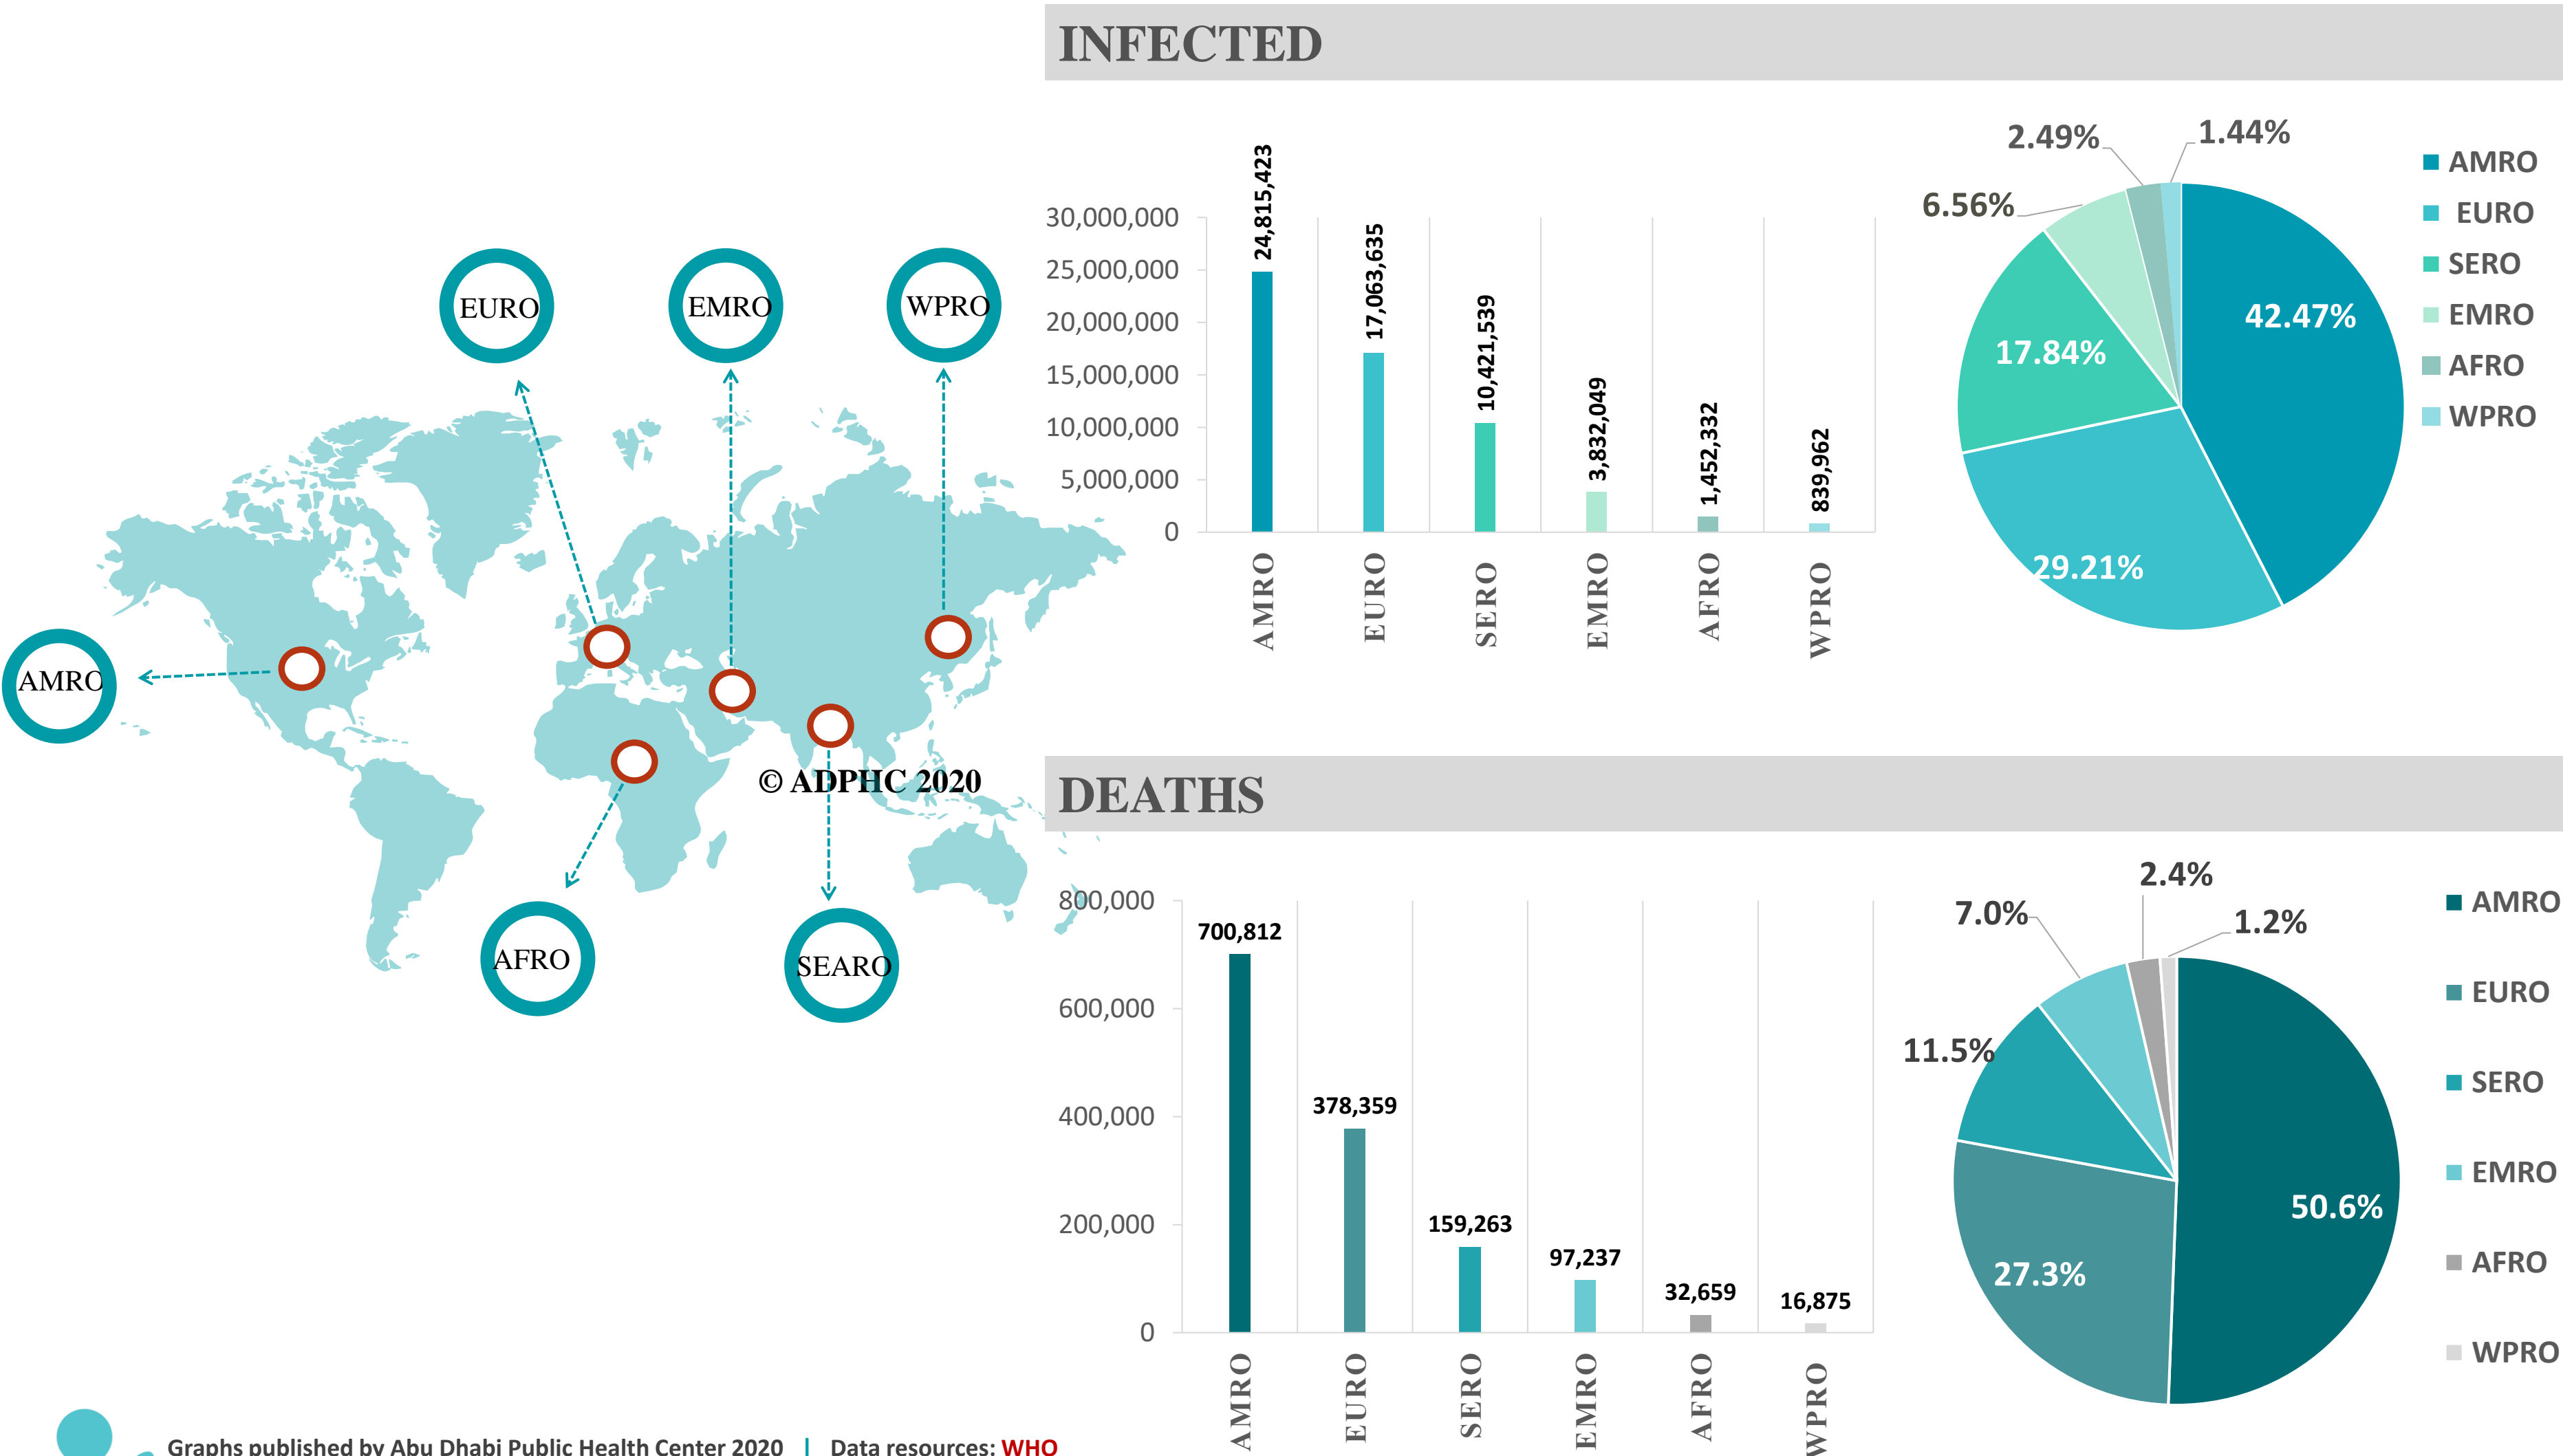 EURO
EMRO
WPRO
AMRO
AFRO
SEARO
© ADPHC 2020
INFECTED
30,000,000
25,000,000
20,000,000
15,000,000
10,000,000
5,000,000
0
24,815,423
17,063,635
10,421,539
3,832,049
1,452,332
839,962
AMRO
EURO
SERO
EMRO
AFRO
WPRO
2.49%
1.44%
6.56%
42.47%
17.84%
29.21%
AMRO
EURO
SERO
EMRO
AFRO
WPRO
DEATHS
800,000
600,000
400,000
200,000
0
700,812
378,359
159,263
97,237
32,659
16,875
AMRO
EURO
SERO
EMRO
AFRO
WPRO
2.4%
7.0%
1.2%
11.5%
50.6%
27.3%
AMRO
EURO
SERO
EMRO
AFRO
WPRO
Graphs published by Abu Dhabi Public Health Center 2020 | Data resources: WHO